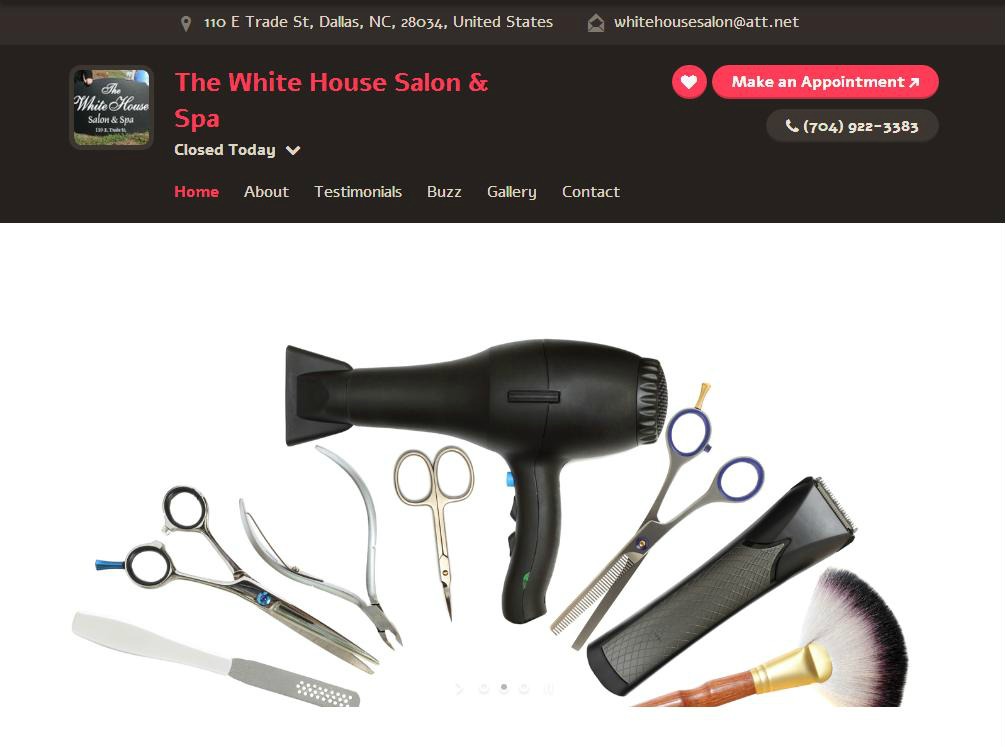 110 E Trade St, Dallas, NC, 28034, United States whitehousesalon@att.net
The White House Salon &
Spa
Make an Appointment
The
White House
Salon & Spa
110 E. Trade St.
(704) 922-3383
Closed Today
Home About Testimonials Buzz Gallery Contact